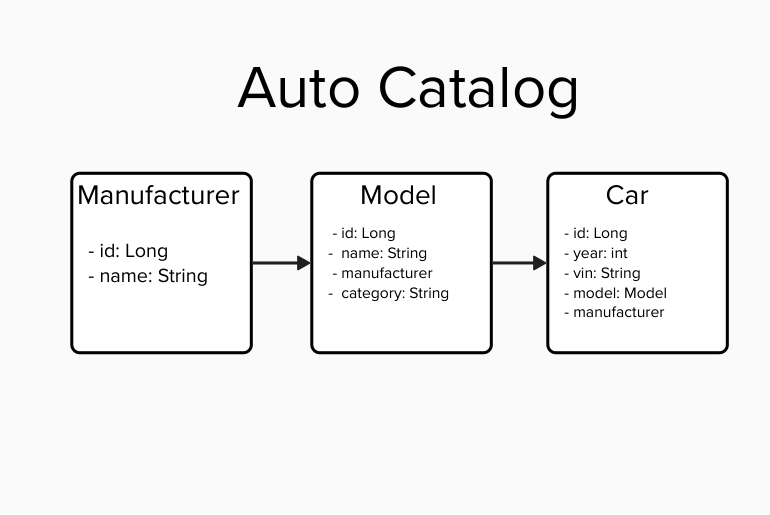 Auto Catalog
Manufacturer
- id: Long
- name: String
Model
- id: Long
- name: String
- manufacturer
- category: String
Car
- id: Long
- year: int
- vin: String
- model: Model
- manufacturer